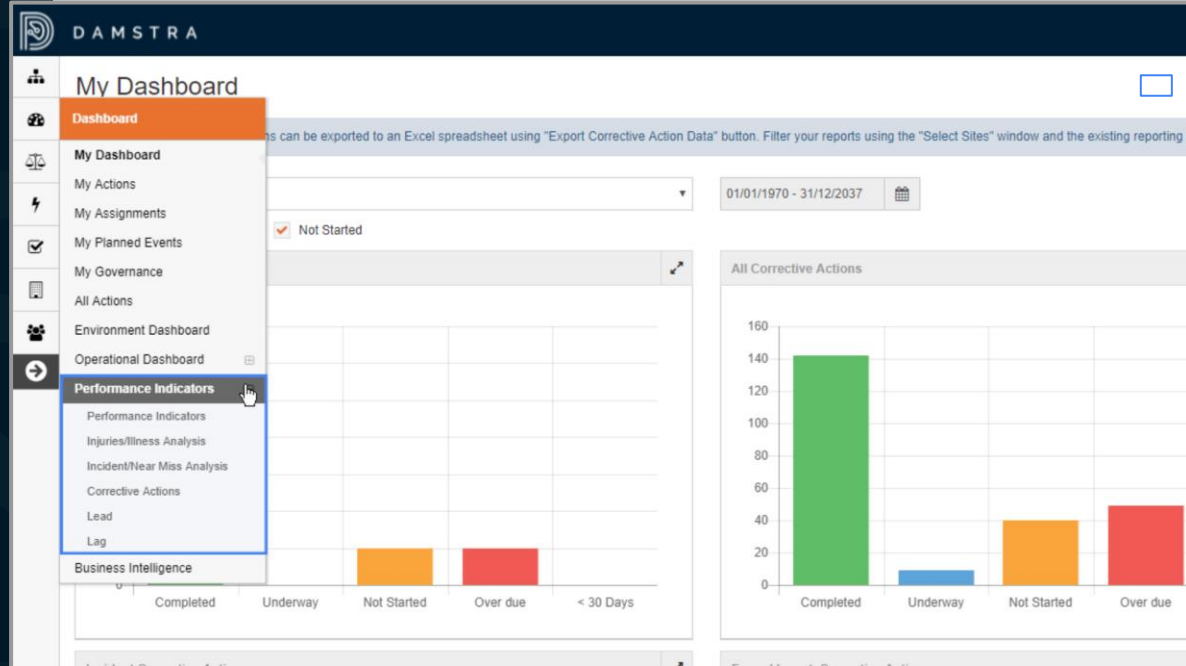 DAMSTRA
My Dashboard
Dashboard
ns can be exported to an Excel spreadsheet using "Export Corrective Action Data" button. Filter your reports using the "Select Sites" window and the existing reporting
My Dashboard
My Actions
01/01/1970 - 31/12/2037
My Assignments
Not Started
My Planned Events
My Governance
All Corrective Actions
All Actions
Environment Dashboard
Operational Dashboard
Performance Indicators
Performance Indicators
Injuries/Illness Analysis
Incident/Near Miss Analysis
Corrective Actions
Lead
Lag
Business Intelligence
0
Completed Underway Not Started Over due < 30 Days
160
140
120
100
80
60
40
20
0
Completed Underway Not Started Over due